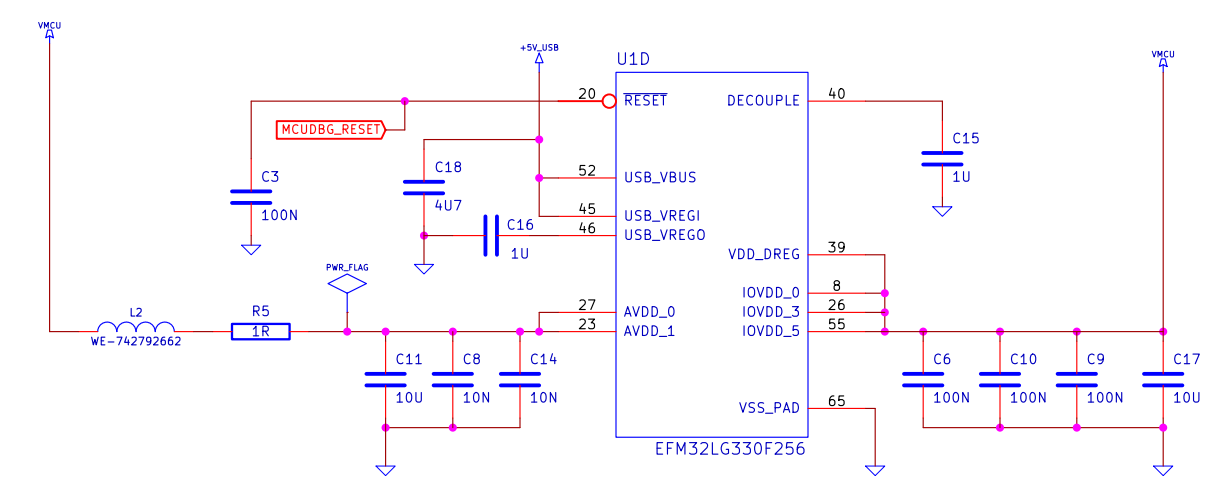 VMCU
+5V_USB
VMCU
U1D
20
RESET
DECOUPLE
40
MCUDBG_RESET
C15
1U
C18
4U7
52
USB_VBUS
C3
100N
45
USB_VREGI
C16
1U
46
USB_VREGO
VDD_DREG
39
PWR_FLAG
IOVDD_0
8
L2
WE-742792662
R5
1R
27
AVDD_0
IOVDD_3
26
23
AVDD_1
IOVDD_5
55
C11
10U
C8
10N
C14
10N
C6
100N
C10
100N
C9
100N
C17
10U
VSS_PAD
65
EFM32LG330F256